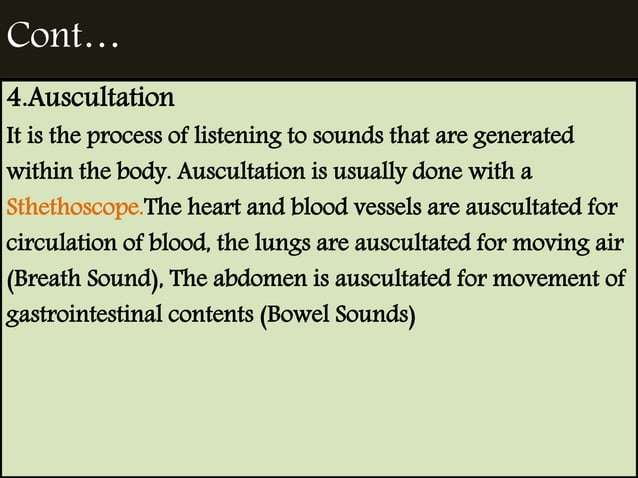 Cont...
4.Auscultation
It is the process of listening to sounds that are generated
within the body. Auscultation is usually done with a
Sthethoscope.The heart and blood vessels are auscultated for
circulation of blood, the lungs are auscultated for moving air
(Breath Sound), The abdomen is auscultated for movement of
gastrointestinal contents (Bowel Sounds)